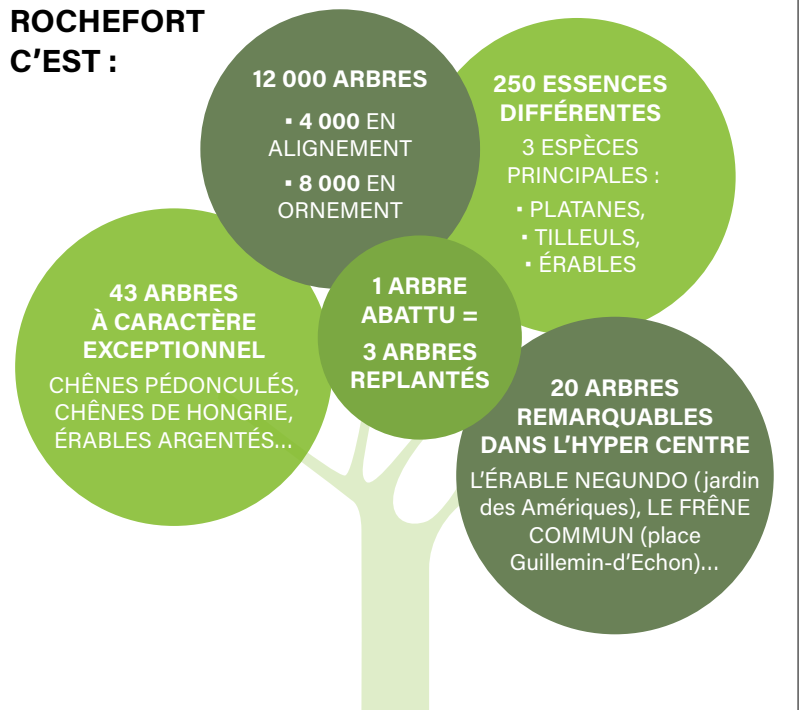 ROCHEFORT
C'EST :
12 000 ARBRES
▪ 4 000 EN
ALIGNEMENT
▪ 8 000 EN
ORNEMENT
250 ESSENCES
DIFFÉRENTES
3 ESPÈCES
PRINCIPALES :
▪ PLATANES,
▪ TILLEULS,
▪ ÉRABLES
43 ARBRES
À CARACTÈRE
EXCEPTIONNEL
CHÊNES PÉDONCULÉS,
CHÊNES DE HONGRIE,
ÉRABLES ARGENTÉS...
1 ARBRE
ABATTU =
3 ARBRES
REPLANTÉS
20 ARBRES
REMARQUABLES
DANS L'HYPER CENTRE
L'ÉRABLE NEGUNDO (jardin
des Amériques), LE FRÊNE
COMMUN (place
Guillemin-d'Echon)...